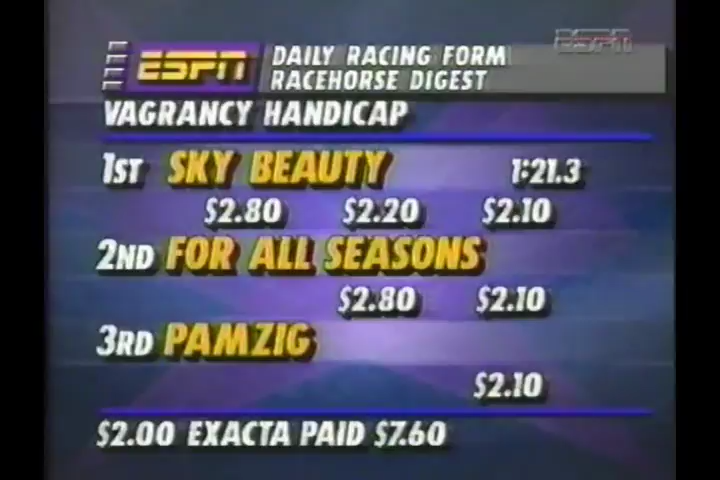 ESPN DAILY RACING FORM ESPN
RACEHORSE DIGEST
VAGRANCY HANDICAP
1ST SKY BEAUTY 1:21.3
$2.80 $2.20 $2.10
2ND FOR ALL SEASONS
$2.80 $2.10
3RD PAMZIG
$2.10
$2.00 EXACTA PAID $7.60